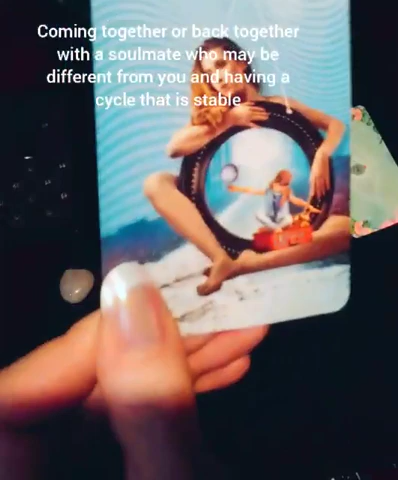 Coming together or back together
with a soulmate who may be
different from you and having a
cycle that is stable